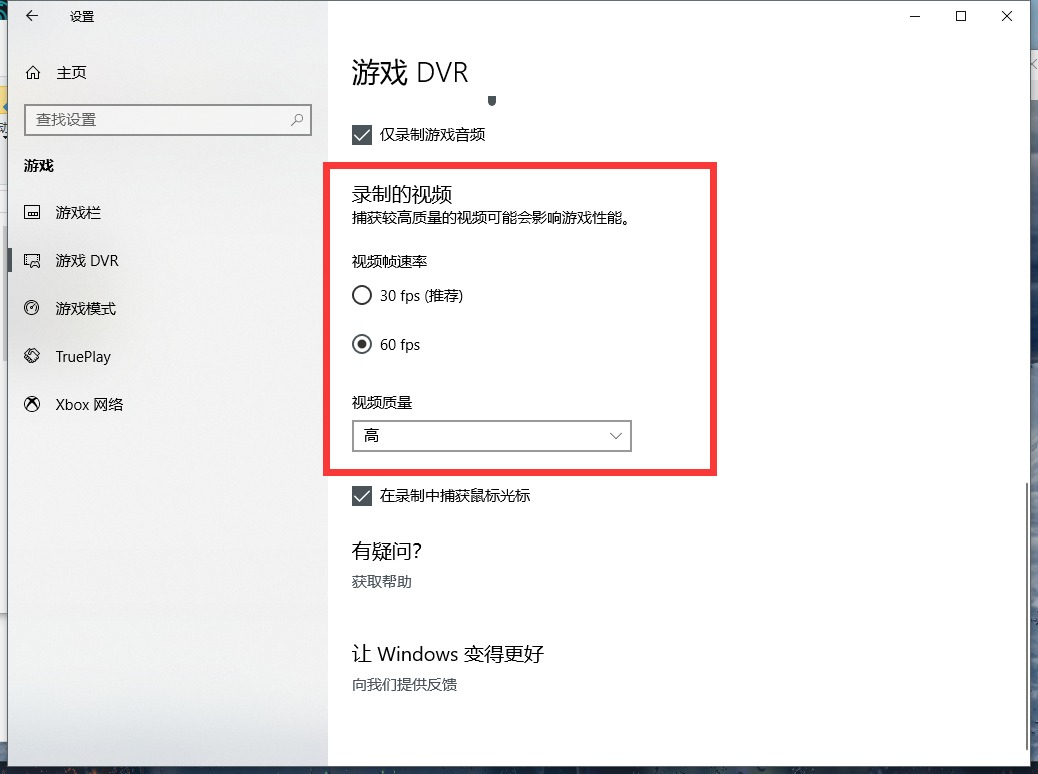 设置
主页
查找设置
游戏
游戏栏
游戏 DVR
游戏模式
TruePlay
Xbox 网络
游戏 DVR
仅录制游戏音频
录制的视频
捕获较高质量的视频可能会影响游戏性能。
视频帧速率
30 fps (推荐)
60 fps
视频质量
高
在录制中捕获鼠标光标
有疑问?
获取帮助
让 Windows 变得更好
向我们提供反馈